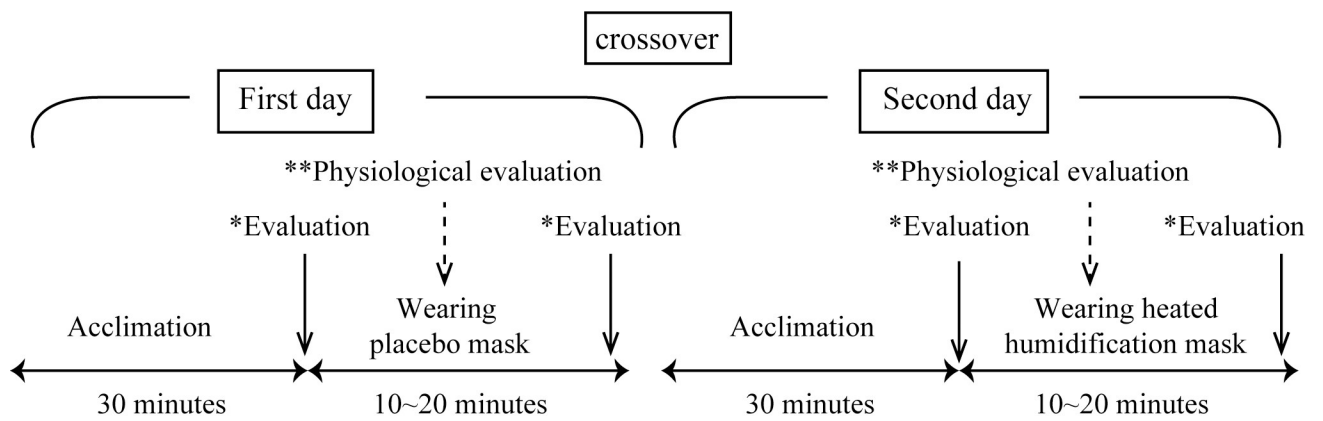 crossover
First day
Second day
**Physiological evaluation
**Physiological evaluation
*Evaluation
*Evaluation
*Evaluation
*Evaluation
Acclimation
Wearing
placebo mask
Acclimation
Wearing heated
humidification mask
30 minutes
10~20 minutes
30 minutes
10~20 minutes